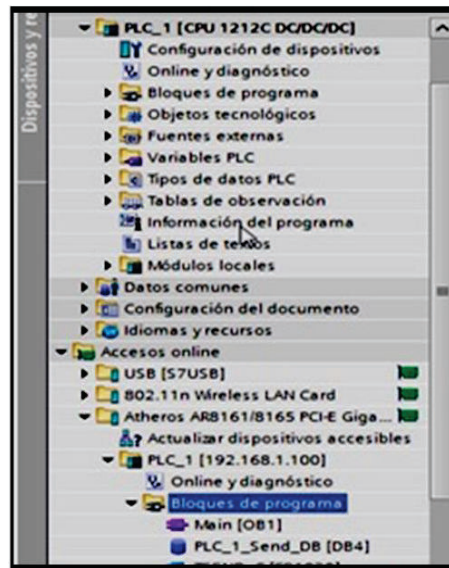 Dispositivos y re
PLC_1 [CPU 1212C DC/DC/DC]
Configuración de dispositivos
Online y diagnóstico
Bloques de programa
Objetos tecnológicos
Fuentes externas
Variables PLC
Tipos de datos PLC
Tablas de observación
Información del programa
Listas de textos
Módulos locales
Datos comunes
Configuración del documento
Idiomas y recursos
Accesos online
USB [S7USB]
802.11n Wireless LAN Card
Atheros AR8161/8165 PCI-E Giga...
Actualizar dispositivos accesibles
PLC_1 [192.168.1.100]
Online y diagnóstico
Bloques de programa
Main [OB1]
PLC_1_Send_DB [DB4]